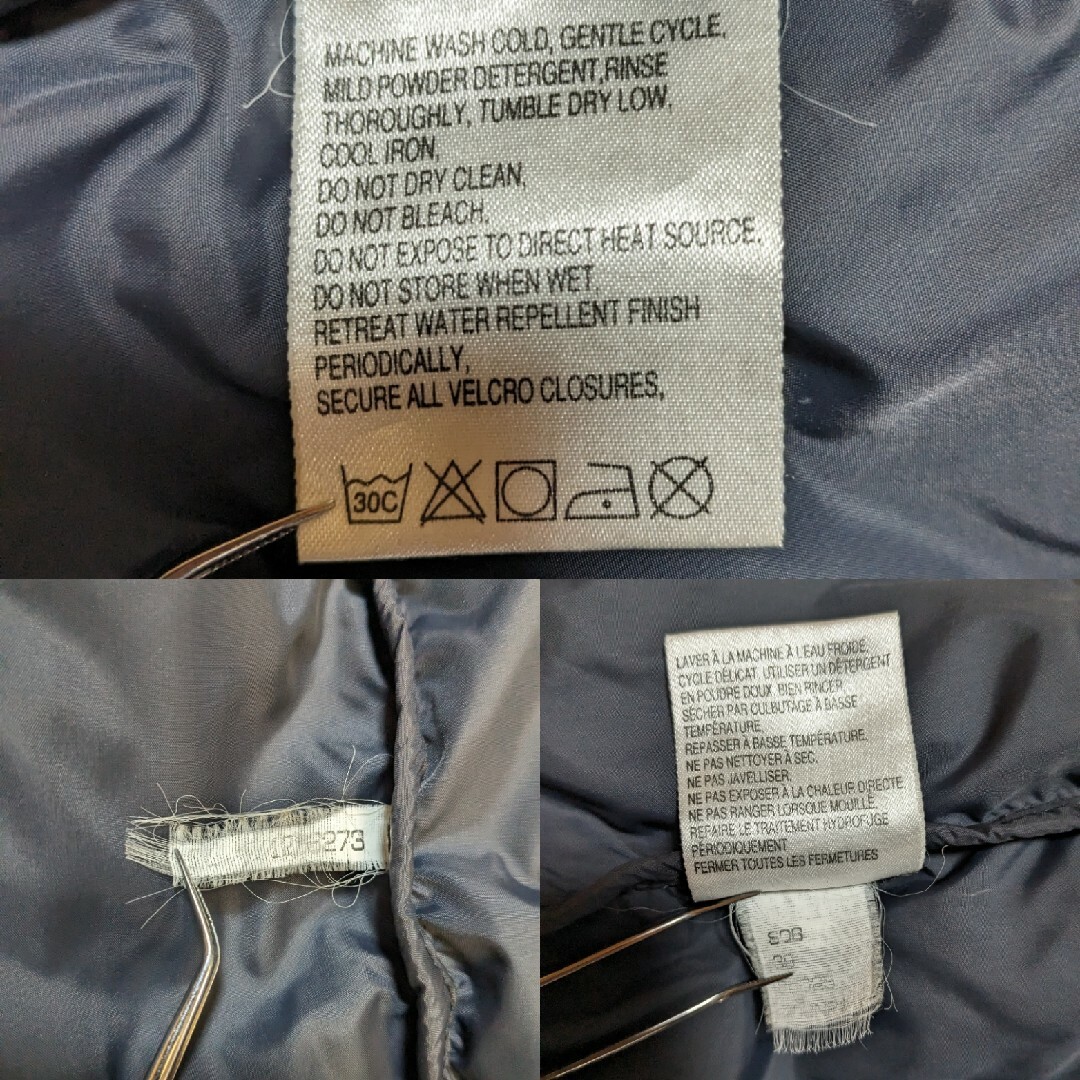 MACHINE WASH COLD, GENTLE CYCLE,
MILD POWDER DETERGENT,RINSE
THOROUGHLY, TUMBLE DRY LOW,
COOL IRON,
DO NOT DRY CLEAN,
DO NOT BLEACH.
DO NOT EXPOSE TO DIRECT HEAT SOURCE.
DO NOT STORE WHEN WET
RETREAT WATER REPELLENT FINISH
PERIODICALLY,
SECURE ALL VELCRO CLOSURES,
30C
LAVER À LA MACHINE À L'EAU FROIDE.
CYCLE DÉLICAT. UTILISER UN DÉTERGENT
EN POUDRE DOUX. BIEN RINCER.
SÉCHER PAR CULBUTAGE À BASSE
TEMPÉRATURE.
REPASSER À BASSE TEMPÉRATURE.
NE PAS NETTOYER À SEC.
NE PAS JAVELLISER.
NE PAS EXPOSER À LA CHALEUR DIRECTE
NE PAS RANGER LORSQUE MOUILLÉ
REFAIRE LE TRAITEMENT HYDROFUGE
PÉRIODIQUEMENT
FERMER TOUTES LES FERMETURES